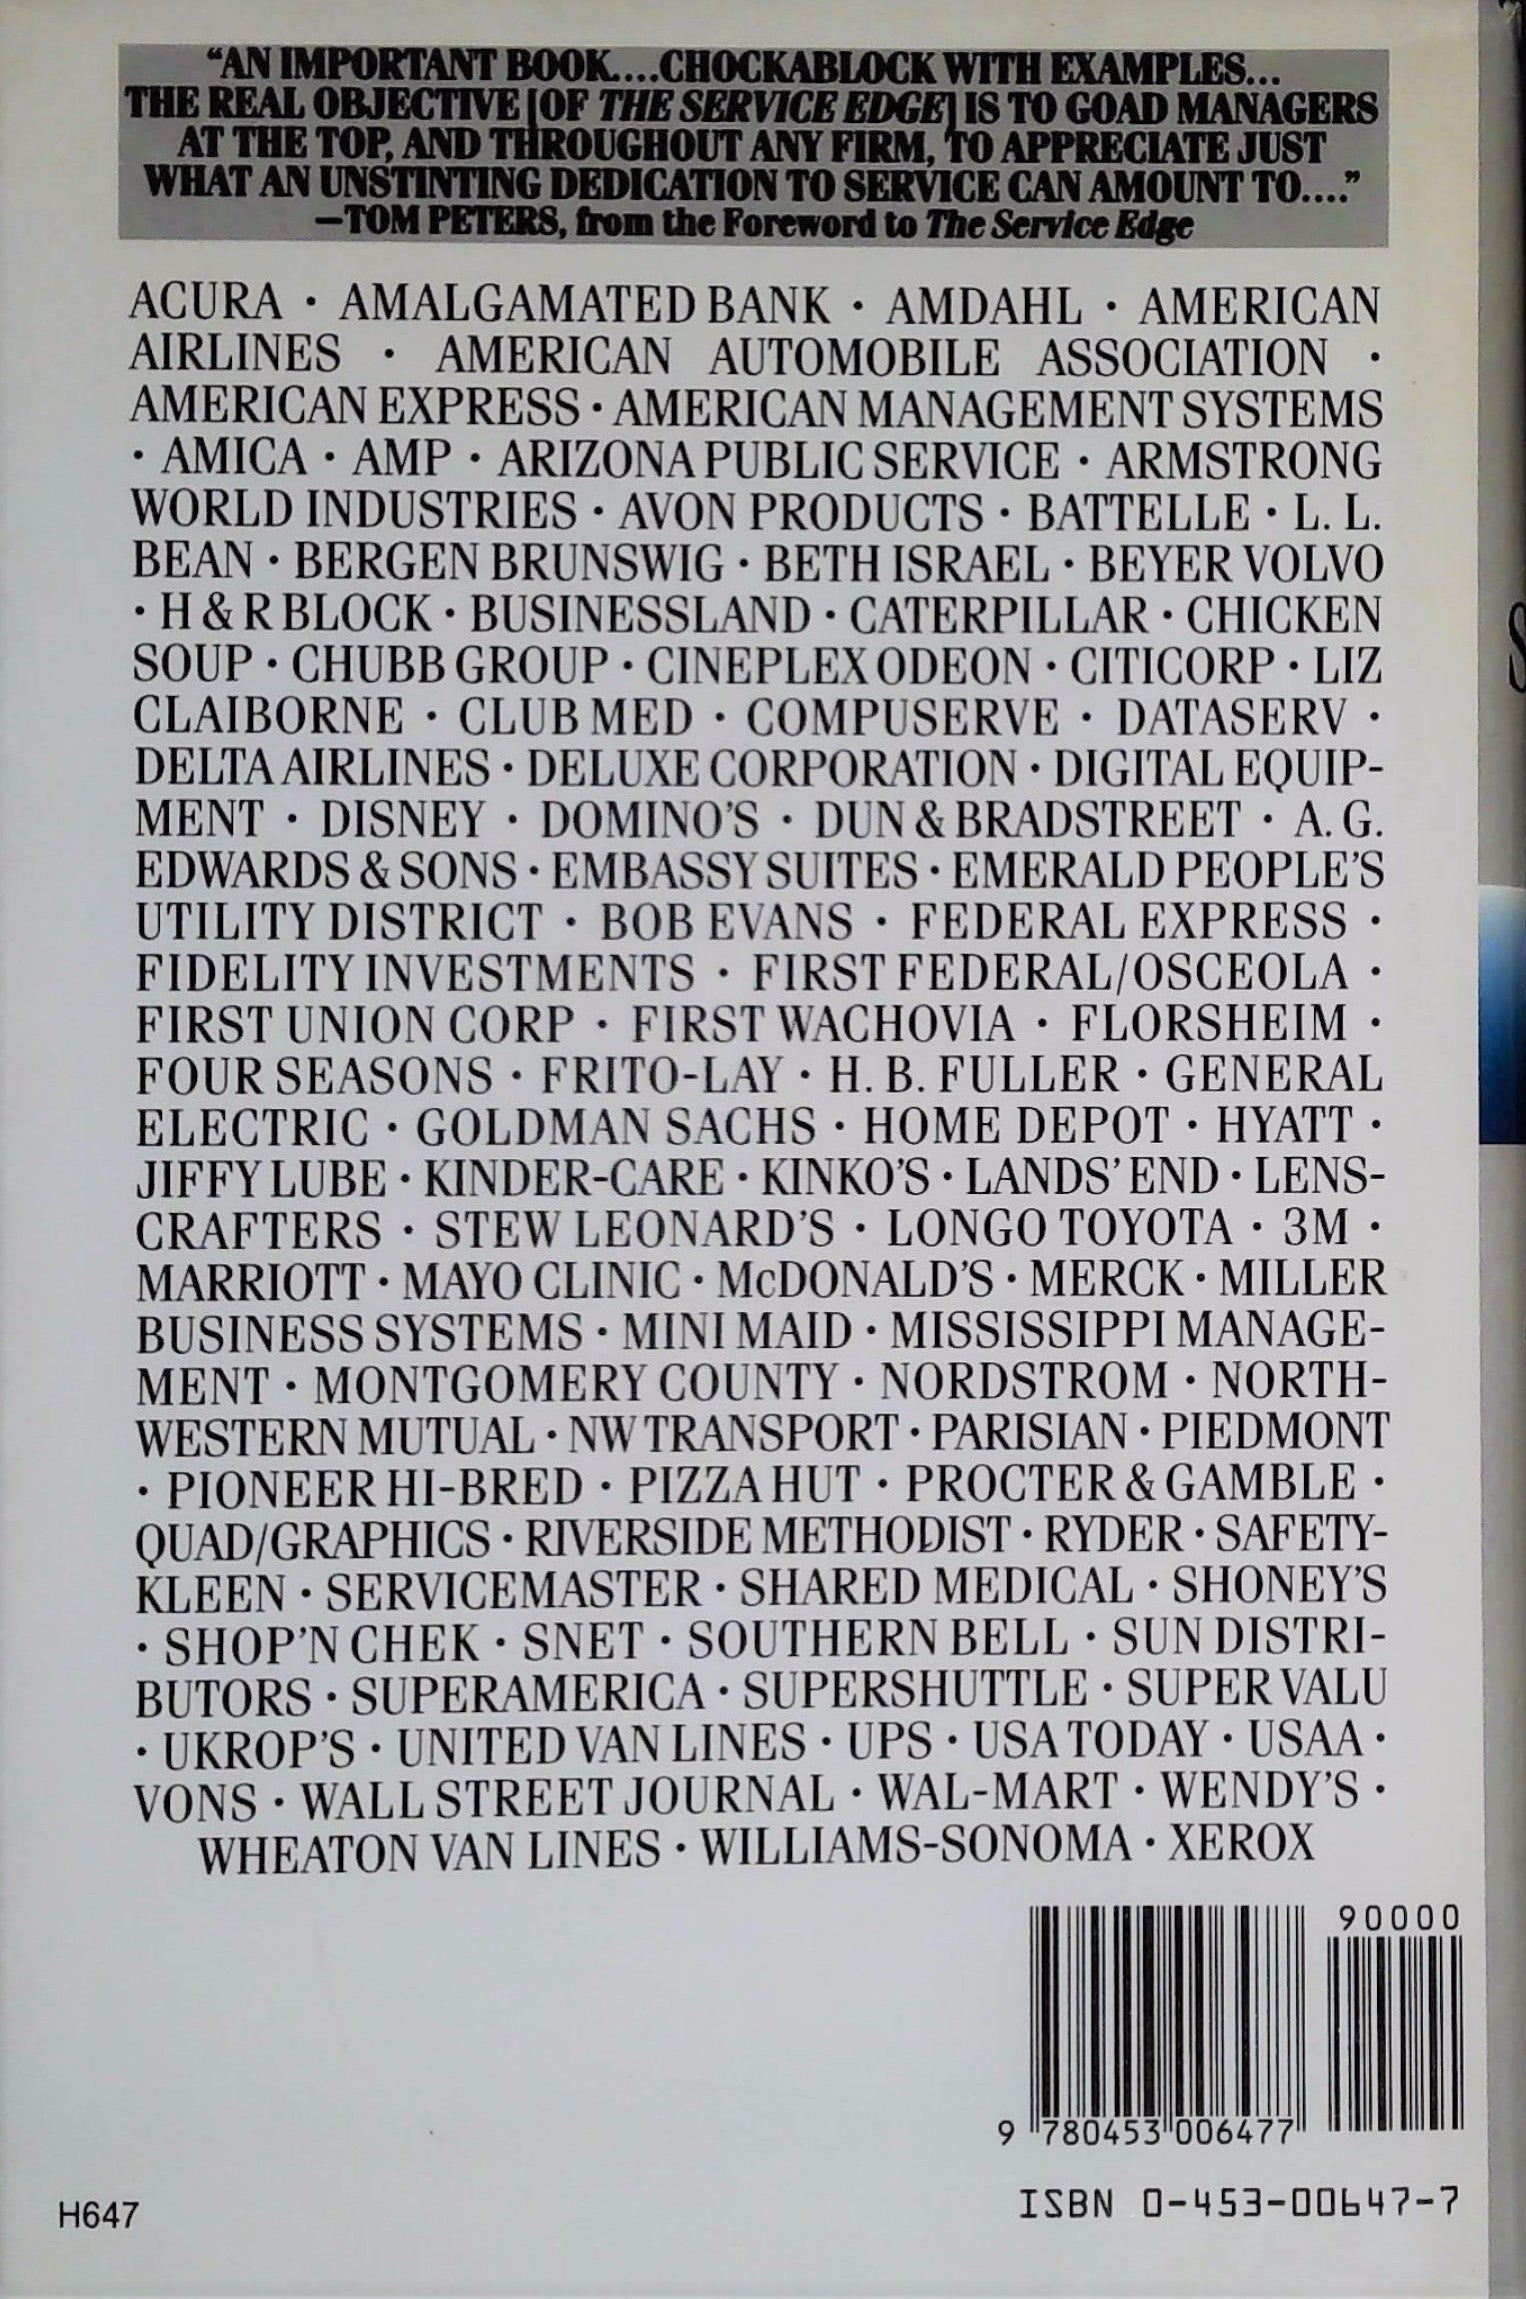 “AN IMPORTANT BOOK....CHOCKABLOCK WITH EXAMPLES...
THE REAL OBJECTIVE [OF THE SERVICE EDGE] IS TO GOAD MANAGERS
AT THE TOP, AND THROUGHOUT ANY FIRM, TO APPRECIATE JUST
WHAT AN UNSTINTING DEDICATION TO SERVICE CAN AMOUNT TO....”
—TOM PETERS, from the Foreword to The Service Edge
ACURA · AMALGAMATED BANK · AMDAHL · AMERICAN
AIRLINES · AMERICAN AUTOMOBILE ASSOCIATION ·
AMERICAN EXPRESS · AMERICAN MANAGEMENT SYSTEMS
· AMICA · AMP · ARIZONA PUBLIC SERVICE · ARMSTRONG
WORLD INDUSTRIES · AVON PRODUCTS · BATTELLE · L. L.
BEAN · BERGEN BRUNSWIG · BETH ISRAEL · BEYER VOLVO
· H & R BLOCK · BUSINESSLAND · CATERPILLAR · CHICKEN
SOUP · CHUBB GROUP · CINEPLEX ODEON · CITICORP · LIZ
CLAIBORNE · CLUB MED · COMPUSERVE · DATASERV ·
DELTA AIRLINES · DELUXE CORPORATION · DIGITAL EQUIP-
MENT · DISNEY · DOMINO’S · DUN & BRADSTREET · A. G.
EDWARDS & SONS · EMBASSY SUITES · EMERALD PEOPLE’S
UTILITY DISTRICT · BOB EVANS · FEDERAL EXPRESS ·
FIDELITY INVESTMENTS · FIRST FEDERAL/OSCEOLA ·
FIRST UNION CORP · FIRST WACHOVIA · FLORSHEIM ·
FOUR SEASONS · FRITO-LAY · H. B. FULLER · GENERAL
ELECTRIC · GOLDMAN SACHS · HOME DEPOT · HYATT ·
JIFFY LUBE · KINDER-CARE · KINKO’S · LANDS’ END · LENS-
CRAFTERS · STEW LEONARD’S · LONGO TOYOTA · 3M ·
MARRIOTT · MAYO CLINIC · McDONALD’S · MERCK · MILLER
BUSINESS SYSTEMS · MINI MAID · MISSISSIPPI MANAGE-
MENT · MONTGOMERY COUNTY · NORDSTROM · NORTH-
WESTERN MUTUAL · NW TRANSPORT · PARISIAN · PIEDMONT
· PIONEER HI-BRED · PIZZA HUT · PROCTER & GAMBLE ·
QUAD/GRAPHICS · RIVERSIDE METHODIST · RYDER · SAFETY-
KLEEN · SERVICEMASTER · SHARED MEDICAL · SHONEY’S
· SHOP’N CHEK · SNET · SOUTHERN BELL · SUN DISTRI-
BUTORS · SUPERAMERICA · SUPERSHUTTLE · SUPER VALU
· UKROP’S · UNITED VAN LINES · UPS · USA TODAY · USAA ·
VONS · WALL STREET JOURNAL · WAL-MART · WENDY’S ·
WHEATON VAN LINES · WILLIAMS-SONOMA · XEROX
90000
9 780453 006477
ISBN 0-453-00647-7
H647